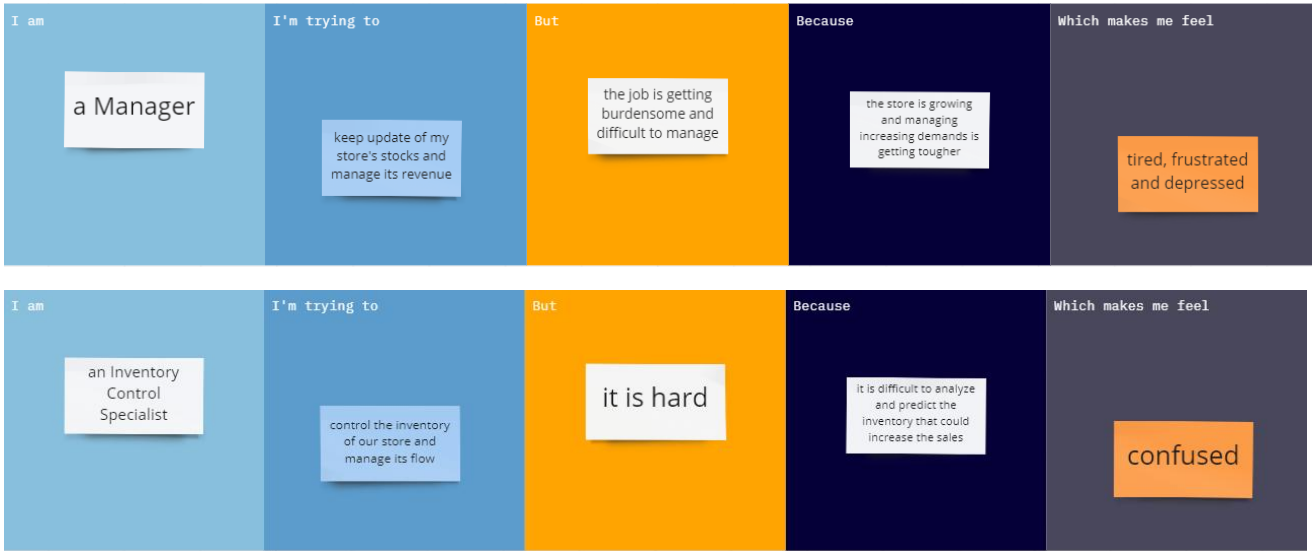 I am
I'm trying to
But
Because
Which makes me feel
a Manager
keep update of my
store's stocks and
manage its revenue
the job is getting
burdensome and
difficult to manage
the store is growing
and managing
increasing demands is
getting tougher
tired, frustrated
and depressed
I am
I'm trying to
But
Because
Which makes me feel
an Inventory
Control
Specialist
control the inventory
of our store and
manage its flow
it is hard
it is difficult to analyze
and predict the
inventory that could
increase the sales
confused